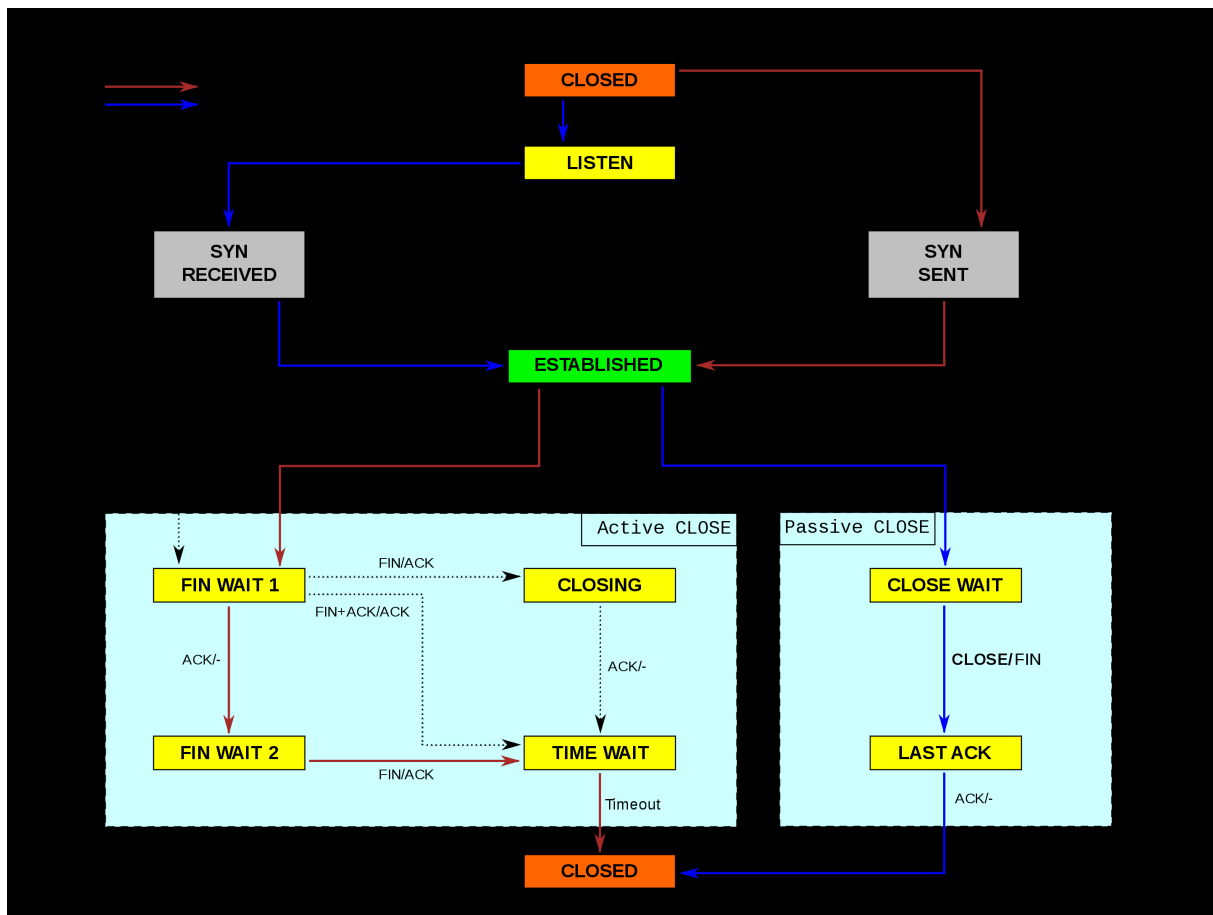 CLOSED
LISTEN
SYN
RECEIVED
SYN
SENT
ESTABLISHED
Active CLOSE
Passive CLOSE
FIN/ACK
FIN WAIT 1
CLOSING
CLOSE WAIT
FIN+ACK/ACK
ACK/-
ACK/-
CLOSE/FIN
FIN WAIT 2
TIME WAIT
LAST ACK
FIN/ACK
Timeout
ACK/-
CLOSED